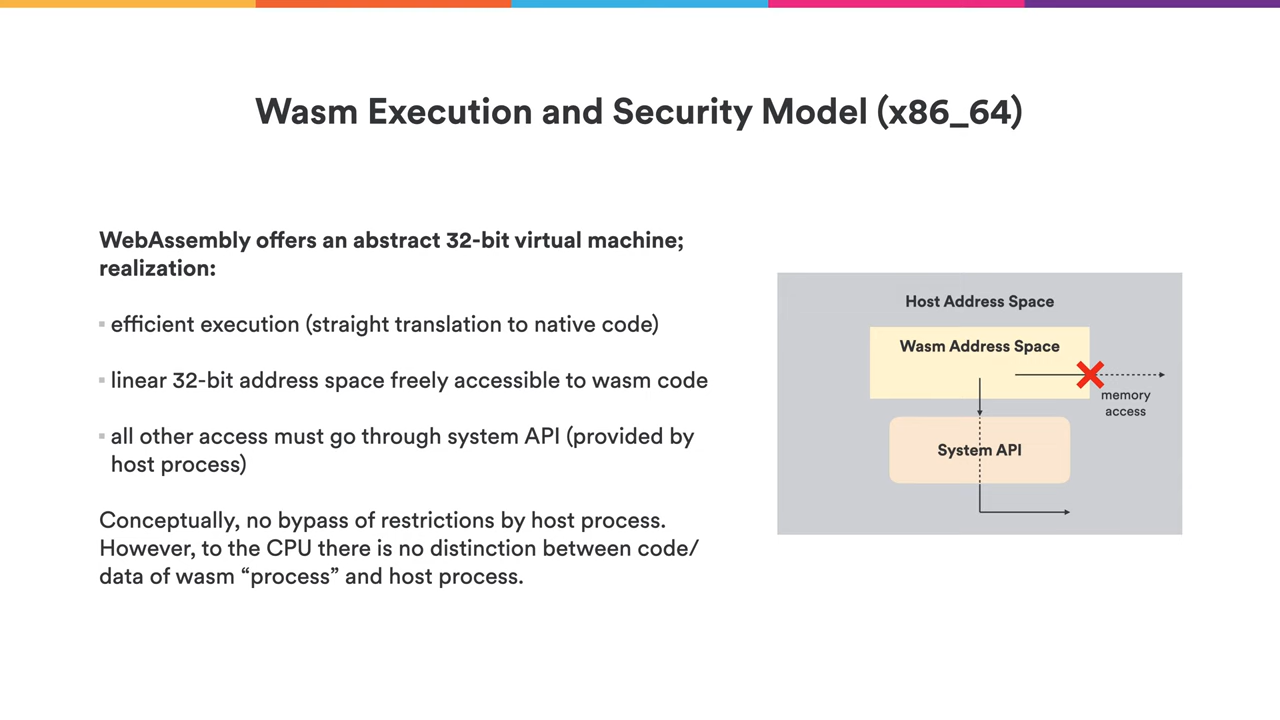 Wasm Execution and Security Model (x86_64)
WebAssembly offers an abstract 32-bit virtual machine;
realization:
▪ efficient execution (straight translation to native code)
▪ linear 32-bit address space freely accessible to wasm code
▪ all other access must go through system API (provided by
host process)
Conceptually, no bypass of restrictions by host process.
However, to the CPU there is no distinction between code/
data of wasm “process” and host process.
Host Address Space
Wasm Address Space
memory
access
System API